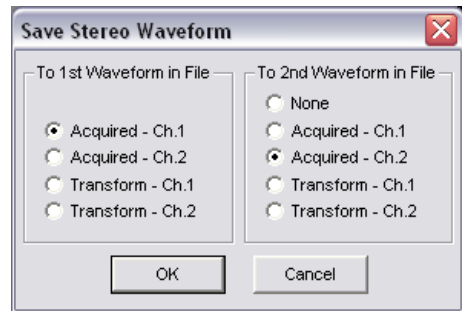 Save Stereo Waveform
To 1st Waveform in File
Acquired - Ch.1
Acquired - Ch.2
Transform - Ch.1
Transform - Ch.2
To 2nd Waveform in File
None
Acquired - Ch.1
Acquired - Ch.2
Transform - Ch.1
Transform - Ch.2
OK
Cancel